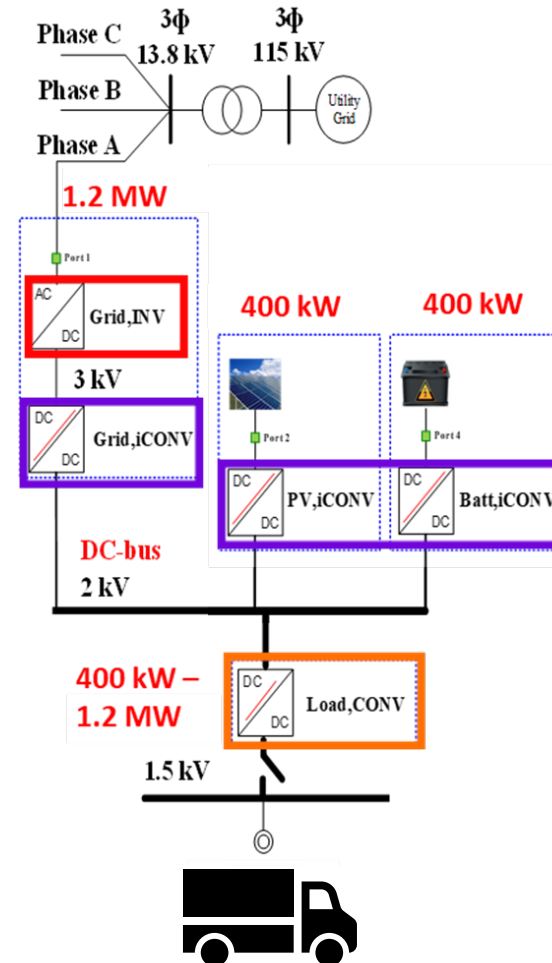 3ф
3ф
Phase C
13.8 kV
115 kV
Phase B
Utility
Grid
Phase A
1.2 MW
Port 1
AC
DC
Grid,INV
400 kW
400 kW
3 kV
DC
DC
Grid,iCONV
Port 2
Port 4
DC
DC
PV,iCONV
DC
DC
Batt,iCONV
DC-bus
2 kV
400 kW –
1.2 MW
DC
DC
Load,CONV
1.5 kV